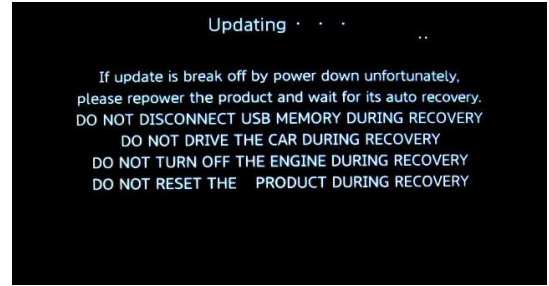 Updating · · ·
..
If update is break off by power down unfortunately,
please repower the product and wait for its auto recovery.
DO NOT DISCONNECT USB MEMORY DURING RECOVERY
DO NOT DRIVE THE CAR DURING RECOVERY
DO NOT TURN OFF THE ENGINE DURING RECOVERY
DO NOT RESET THE PRODUCT DURING RECOVERY